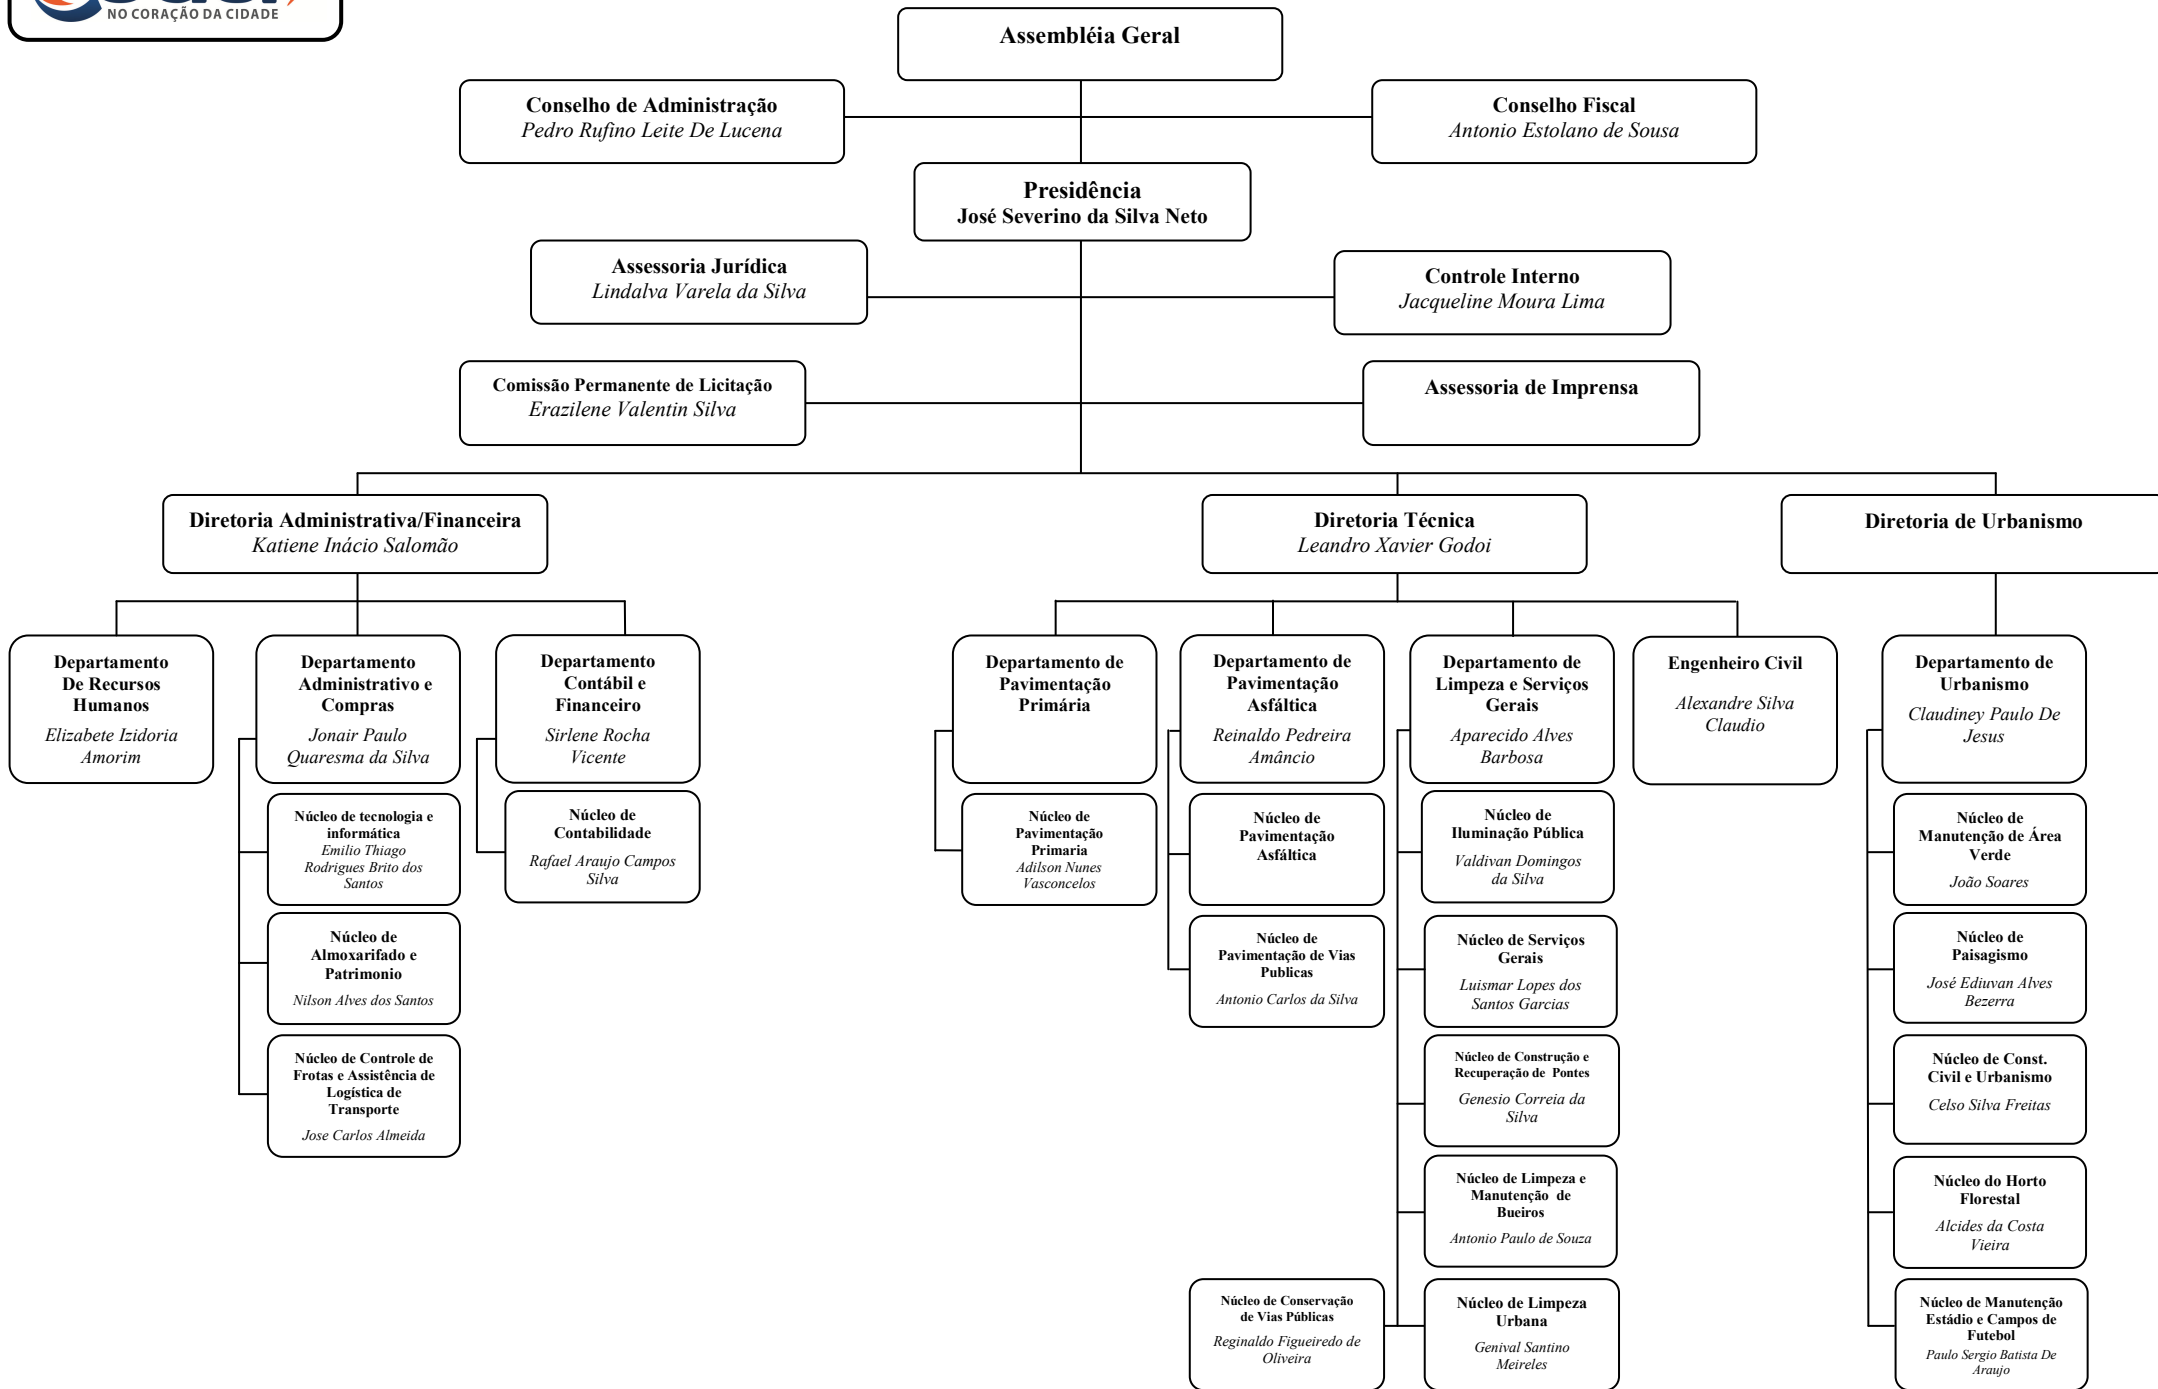 NO CORAÇÃO DA CIDADE
Assembléia Geral
Conselho de Administração
Pedro Rufino Leite De Lucena
Conselho Fiscal
Antonio Estolano de Sousa
Presidência
José Severino da Silva Neto
Assessoria Jurídica
Lindalva Varela da Silva
Controle Interno
Jacqueline Moura Lima
Comissão Permanente de Licitação
Erazilene Valentin Silva
Assessoria de Imprensa
Diretoria Administrativa/Financeira
Katiene Inácio Salomão
Diretoria Técnica
Leandro Xavier Godoi
Diretoria de Urbanismo
Departamento
De Recursos
Humanos
Elizabete Izidoria
Amorim
Departamento
Administrativo e
Compras
Jonair Paulo
Quaresma da Silva
Departamento
Contábil e
Financeiro
Sirlene Rocha
Vicente
Departamento de
Pavimentação
Primária
Departamento de
Pavimentação
Asfáltica
Reinaldo Pedreira
Amâncio
Departamento de
Limpeza e Serviços
Gerais
Aparecido Alves
Barbosa
Engenheiro Civil
Alexandre Silva
Claudio
Departamento de
Urbanismo
Claudiney Paulo De
Jesus
Núcleo de tecnologia e
informática
Emilio Thiago
Rodrigues Brito dos
Santos
Núcleo de
Contabilidade
Rafael Araujo Campos
Silva
Núcleo de
Pavimentação
Primaria
Adilson Nunes
Vasconcelos
Núcleo de
Pavimentação
Asfáltica
Núcleo de
Iluminação Pública
Valdivan Domingos
da Silva
Núcleo de
Manutenção de Área
Verde
João Soares
Núcleo de
Almoxarifado e
Patrimonio
Nilson Alves dos Santos
Núcleo de
Pavimentação de Vias
Publicas
Antonio Carlos da Silva
Núcleo de Serviços
Gerais
Luismar Lopes dos
Santos Garcias
Núcleo de
Paisagismo
José Ediuvan Alves
Bezerra
Núcleo de Controle de
Frotas e Assistência de
Logística de
Transporte
Jose Carlos Almeida
Núcleo de Construção e
Recuperação de Pontes
Genesio Correia da
Silva
Núcleo de Const.
Civil e Urbanismo
Celso Silva Freitas
Núcleo de Limpeza e
Manutenção de
Bueiros
Antonio Paulo de Souza
Núcleo do Horto
Florestal
Alcides da Costa
Vieira
Núcleo de Conservação
de Vias Públicas
Reginaldo Figueiredo de
Oliveira
Núcleo de Limpeza
Urbana
Genival Santino
Meireles
Núcleo de Manutenção
Estádio e Campos de
Futebol
Paulo Sergio Batista De
Araujo